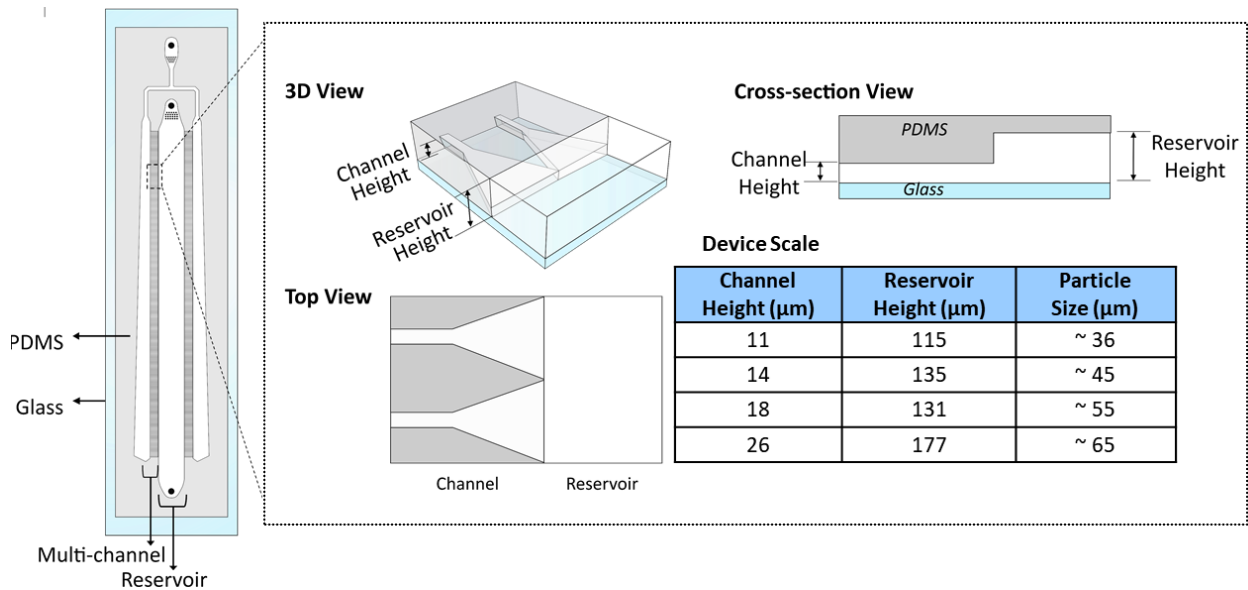 3D View
Channel
Height
Reservoir
Height
Cross-section View
PDMS
Channel
Height
Glass
Reservoir
Height
Top View
Channel
Reservoir
Device Scale
Channel Height (µm) Reservoir Height (µm) Particle Size (µm)
11 115 ~ 36
14 135 ~ 45
18 131 ~ 55
26 177 ~ 65
PDMS
Glass
Multi-channel
Reservoir